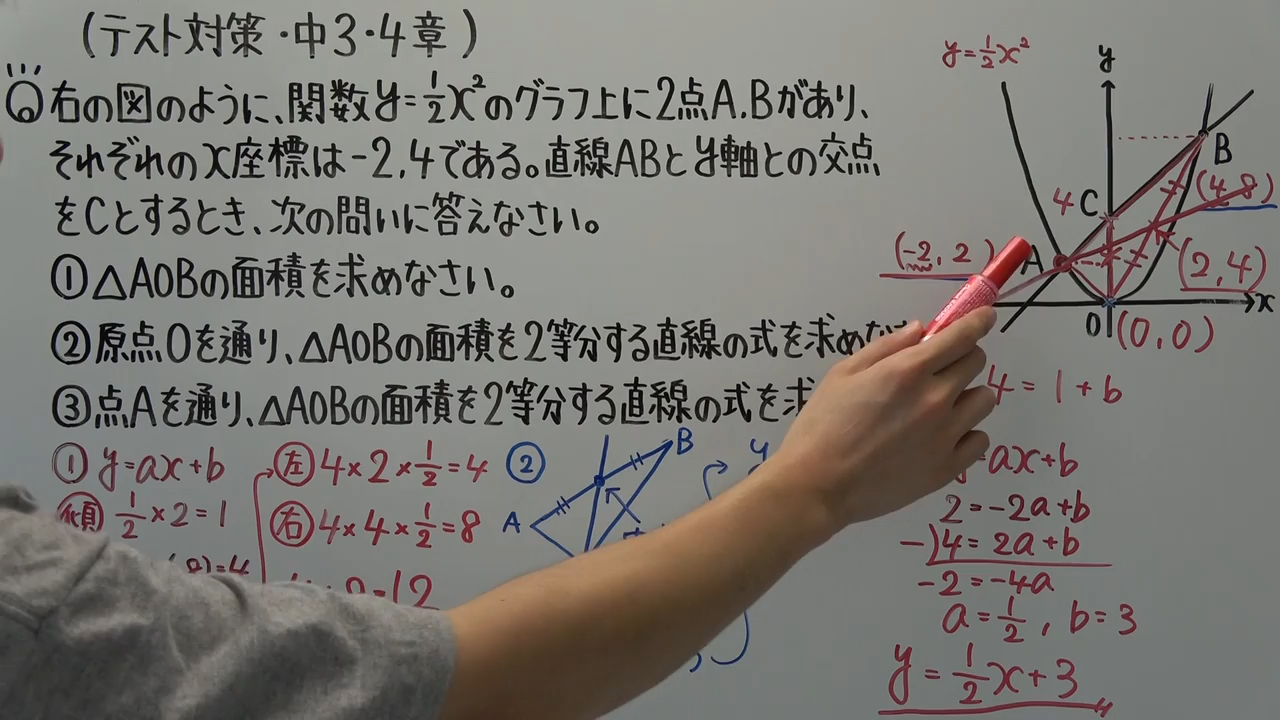 (テスト対策・中3・4章)
Q右の図のように、関数y=1/2x²のグラフ上に2点A.Bがあり、
それぞれのx座標は-2,4である。直線ABとy軸との交点
をCとするとき、次の問いに答えなさい。
①△AOBの面積を求めなさい。
②原点Oを通り、△AOBの面積を2等分する直線の式を求め
③点Aを通り、△AOBの面積を2等分する直線の式を求
① y=ax+b
傾 1/2×2=1
=4
左 4×2×1/2=4
右 4×4×1/2=8
=12
②
B
A
y
y=1/2x²
y
B
(4,8)
4 C
(-2,2)
A
(2,4)
x
O
(0,0)
4=1+b
=ax+b
2=-2a+b
-)4=2a+b
-2=-4a
a=1/2, b=3
y=1/2x+3